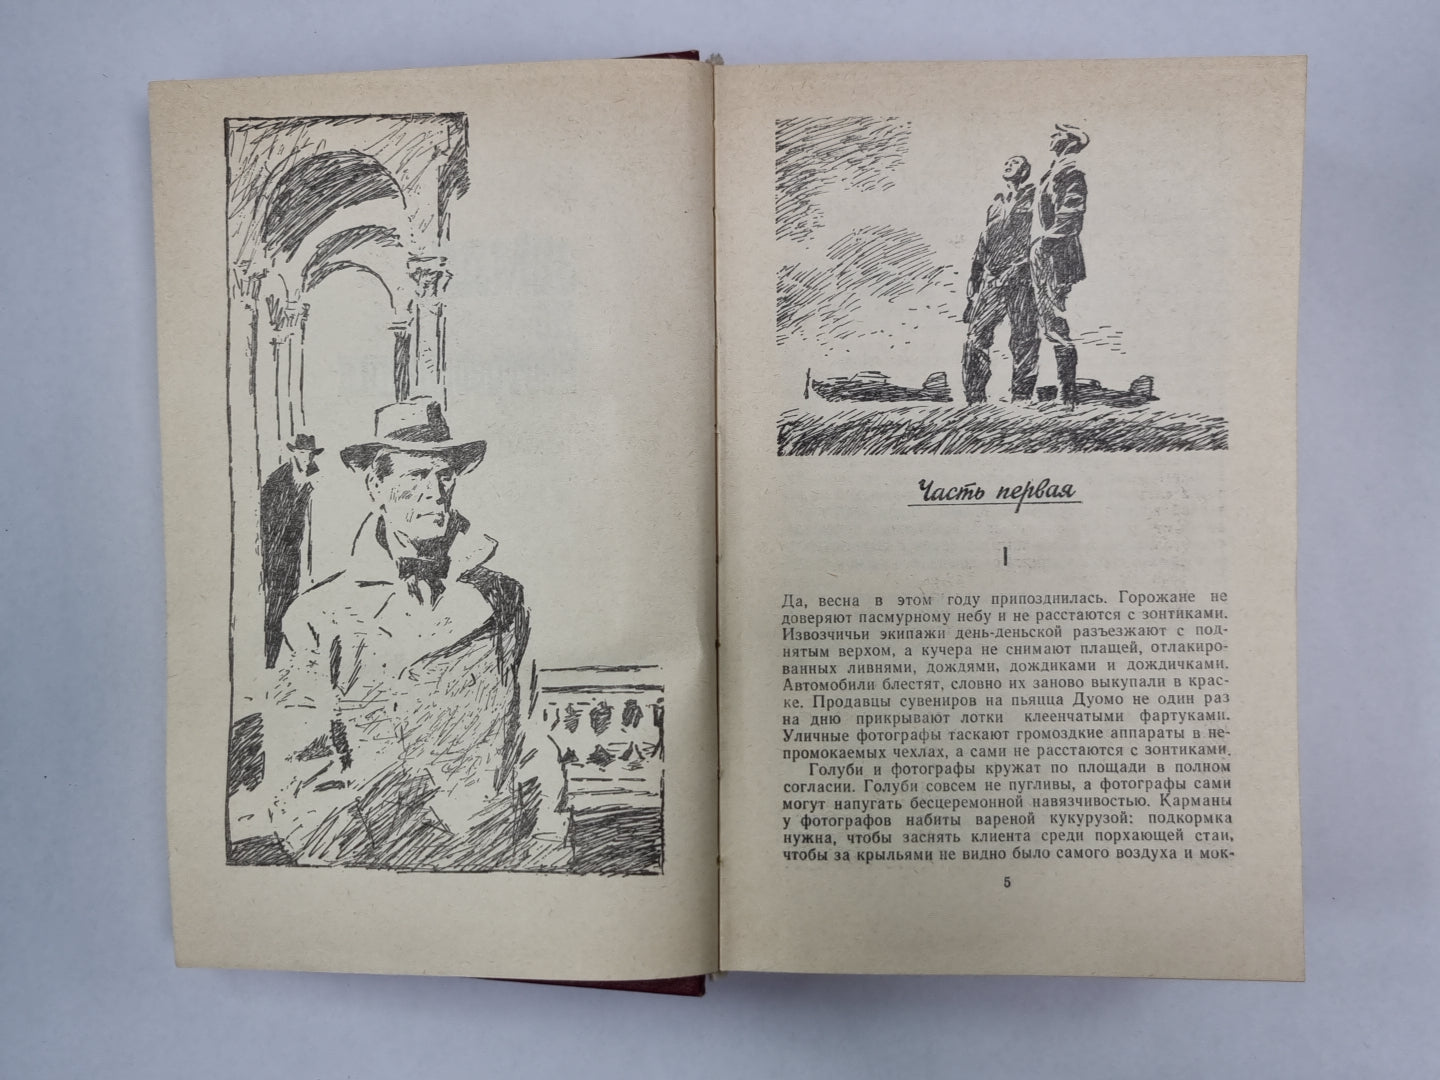 Часть первая
I
Да, весна в этом году припозднилась. Горожане не
доверяют пасмурному небу и не расстаются с зонтиками.
Извозчичьи экипажи день-деньской разъезжают с под-
нятым верхом, а кучера не снимают плащей, отлакиро-
ванных ливнями, дождями, дождиками и дождичками.
Автомобили блестят, словно их заново выкупали в крас-
ке. Продавцы сувениров на пьяцца Дуомо не один раз
на дню прикрывают лотки клеенчатыми фартуками.
Уличные фотографы таскают громоздкие аппараты в не-
промокаемых чехлах, а сами не расстаются с зонтиками.
Голуби и фотографы кружат по площади в полном
согласии. Голуби совсем не пугливы, а фотографы сами
могут напугать бесцеремонной навязчивостью. Карманы
у фотографов набиты вареной кукурузой: подкормка
нужна, чтобы заснять клиента среди порхающей стаи,
чтобы за крыльями не видно было самого воздуха и мок-
5